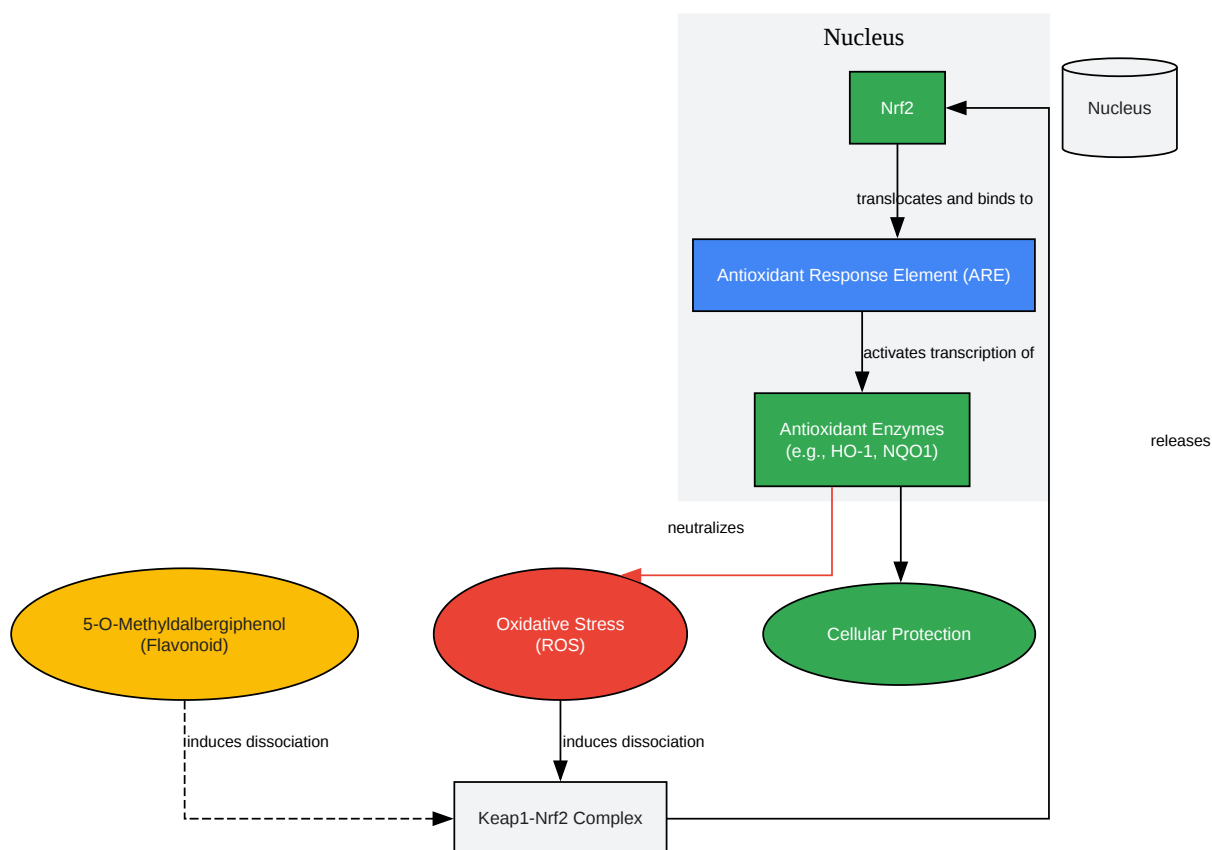 Nucleus
Nrf2
Nucleus
translocates and binds to
Antioxidant Response Element (ARE)
activates transcription of
Antioxidant Enzymes
(e.g., HO-1, NQO1)
releases
neutralizes
5-O-Methyldalbergiphenol
(Flavonoid)
Oxidative Stress
(ROS)
Cellular Protection
induces dissociation
induces dissociation
Keap1-Nrf2 Complex